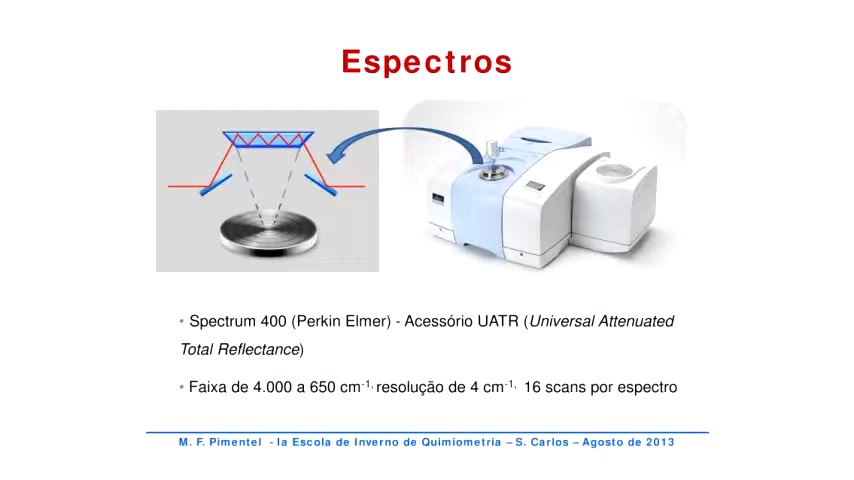 Espectros
• Spectrum 400 (Perkin Elmer) - Acessório UATR (Universal Attenuated
Total Reflectance)
• Faixa de 4.000 a 650 cm⁻¹, resolução de 4 cm⁻¹, 16 scans por espectro
M. F. Pimentel - Ia Escola de Inverno de Quimiometria – S. Carlos – Agosto de 2013